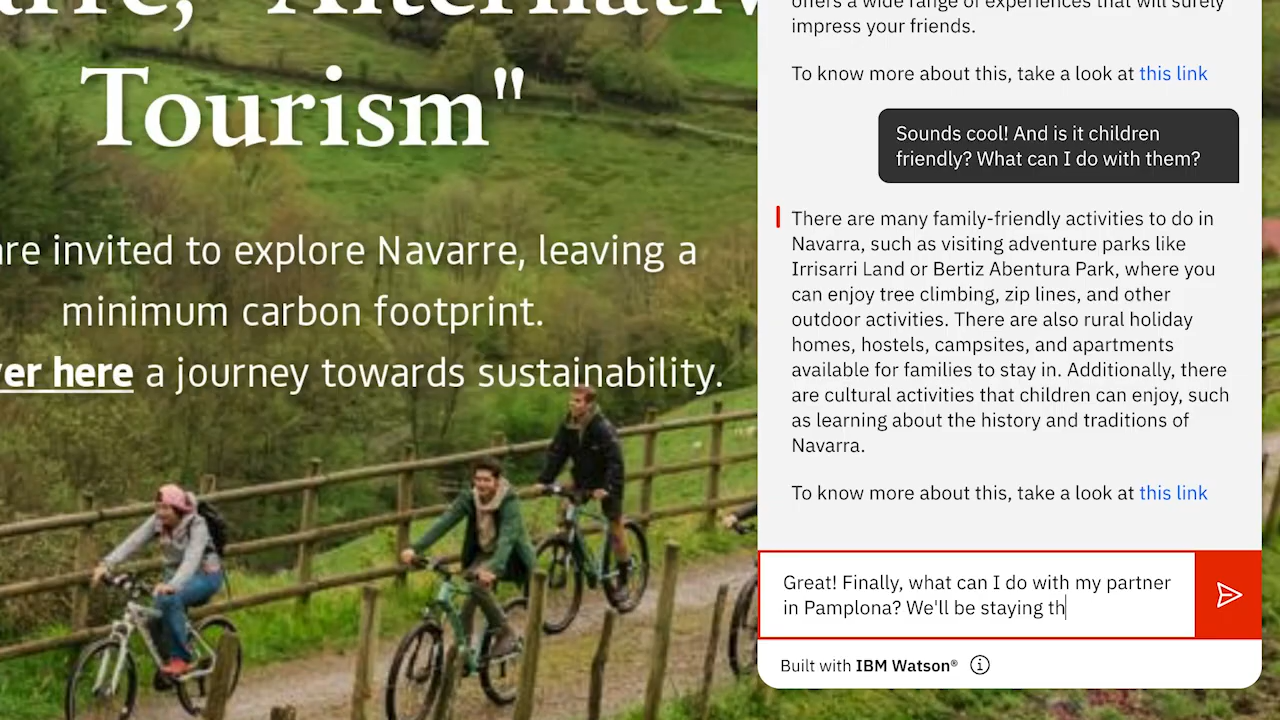 Tourism"
are invited to explore Navarre, leaving a
minimum carbon footprint.
here a journey towards sustainability.
offers a wide range of experiences that will surely
impress your friends.
To know more about this, take a look at this link
Sounds cool! And is it children
friendly? What can I do with them?
There are many family-friendly activities to do in
Navarra, such as visiting adventure parks like
Irrisarri Land or Bertiz Abentura Park, where you
can enjoy tree climbing, zip lines, and other
outdoor activities. There are also rural holiday
homes, hostels, campsites, and apartments
available for families to stay in. Additionally, there
are cultural activities that children can enjoy, such
as learning about the history and traditions of
Navarra.
To know more about this, take a look at this link
Great! Finally, what can I do with my partner
in Pamplona? We'll be staying th
Built with IBM Watson®